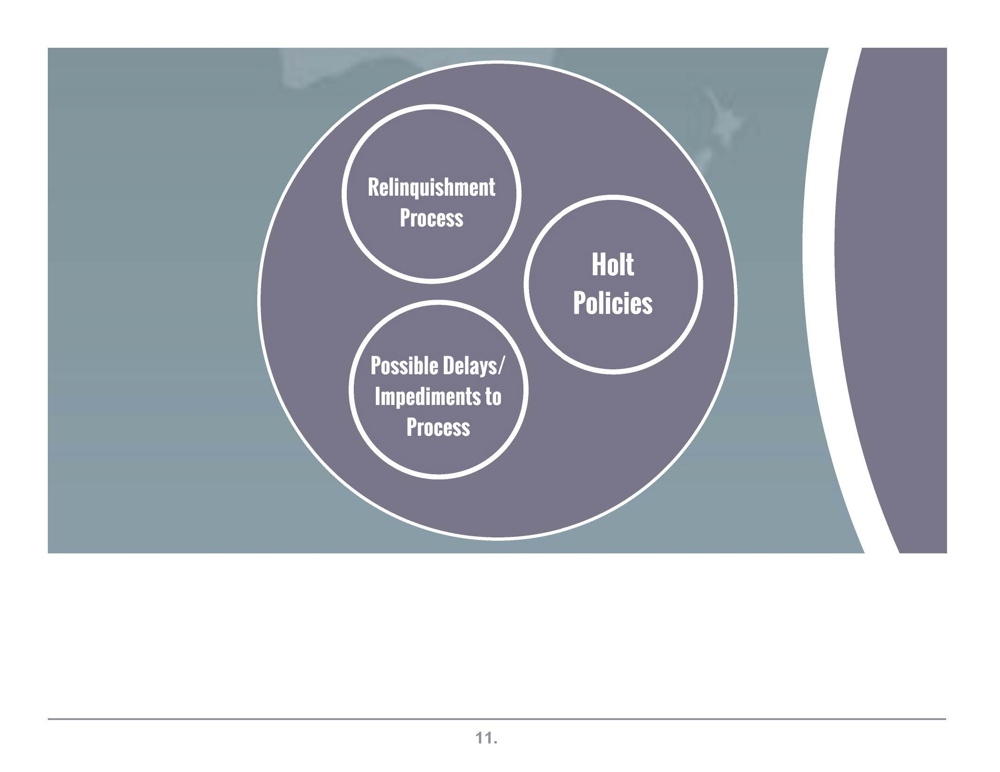 Relinquishment
Process
Holt
Policies
Possible Delays/
Impediments to
Process
11.